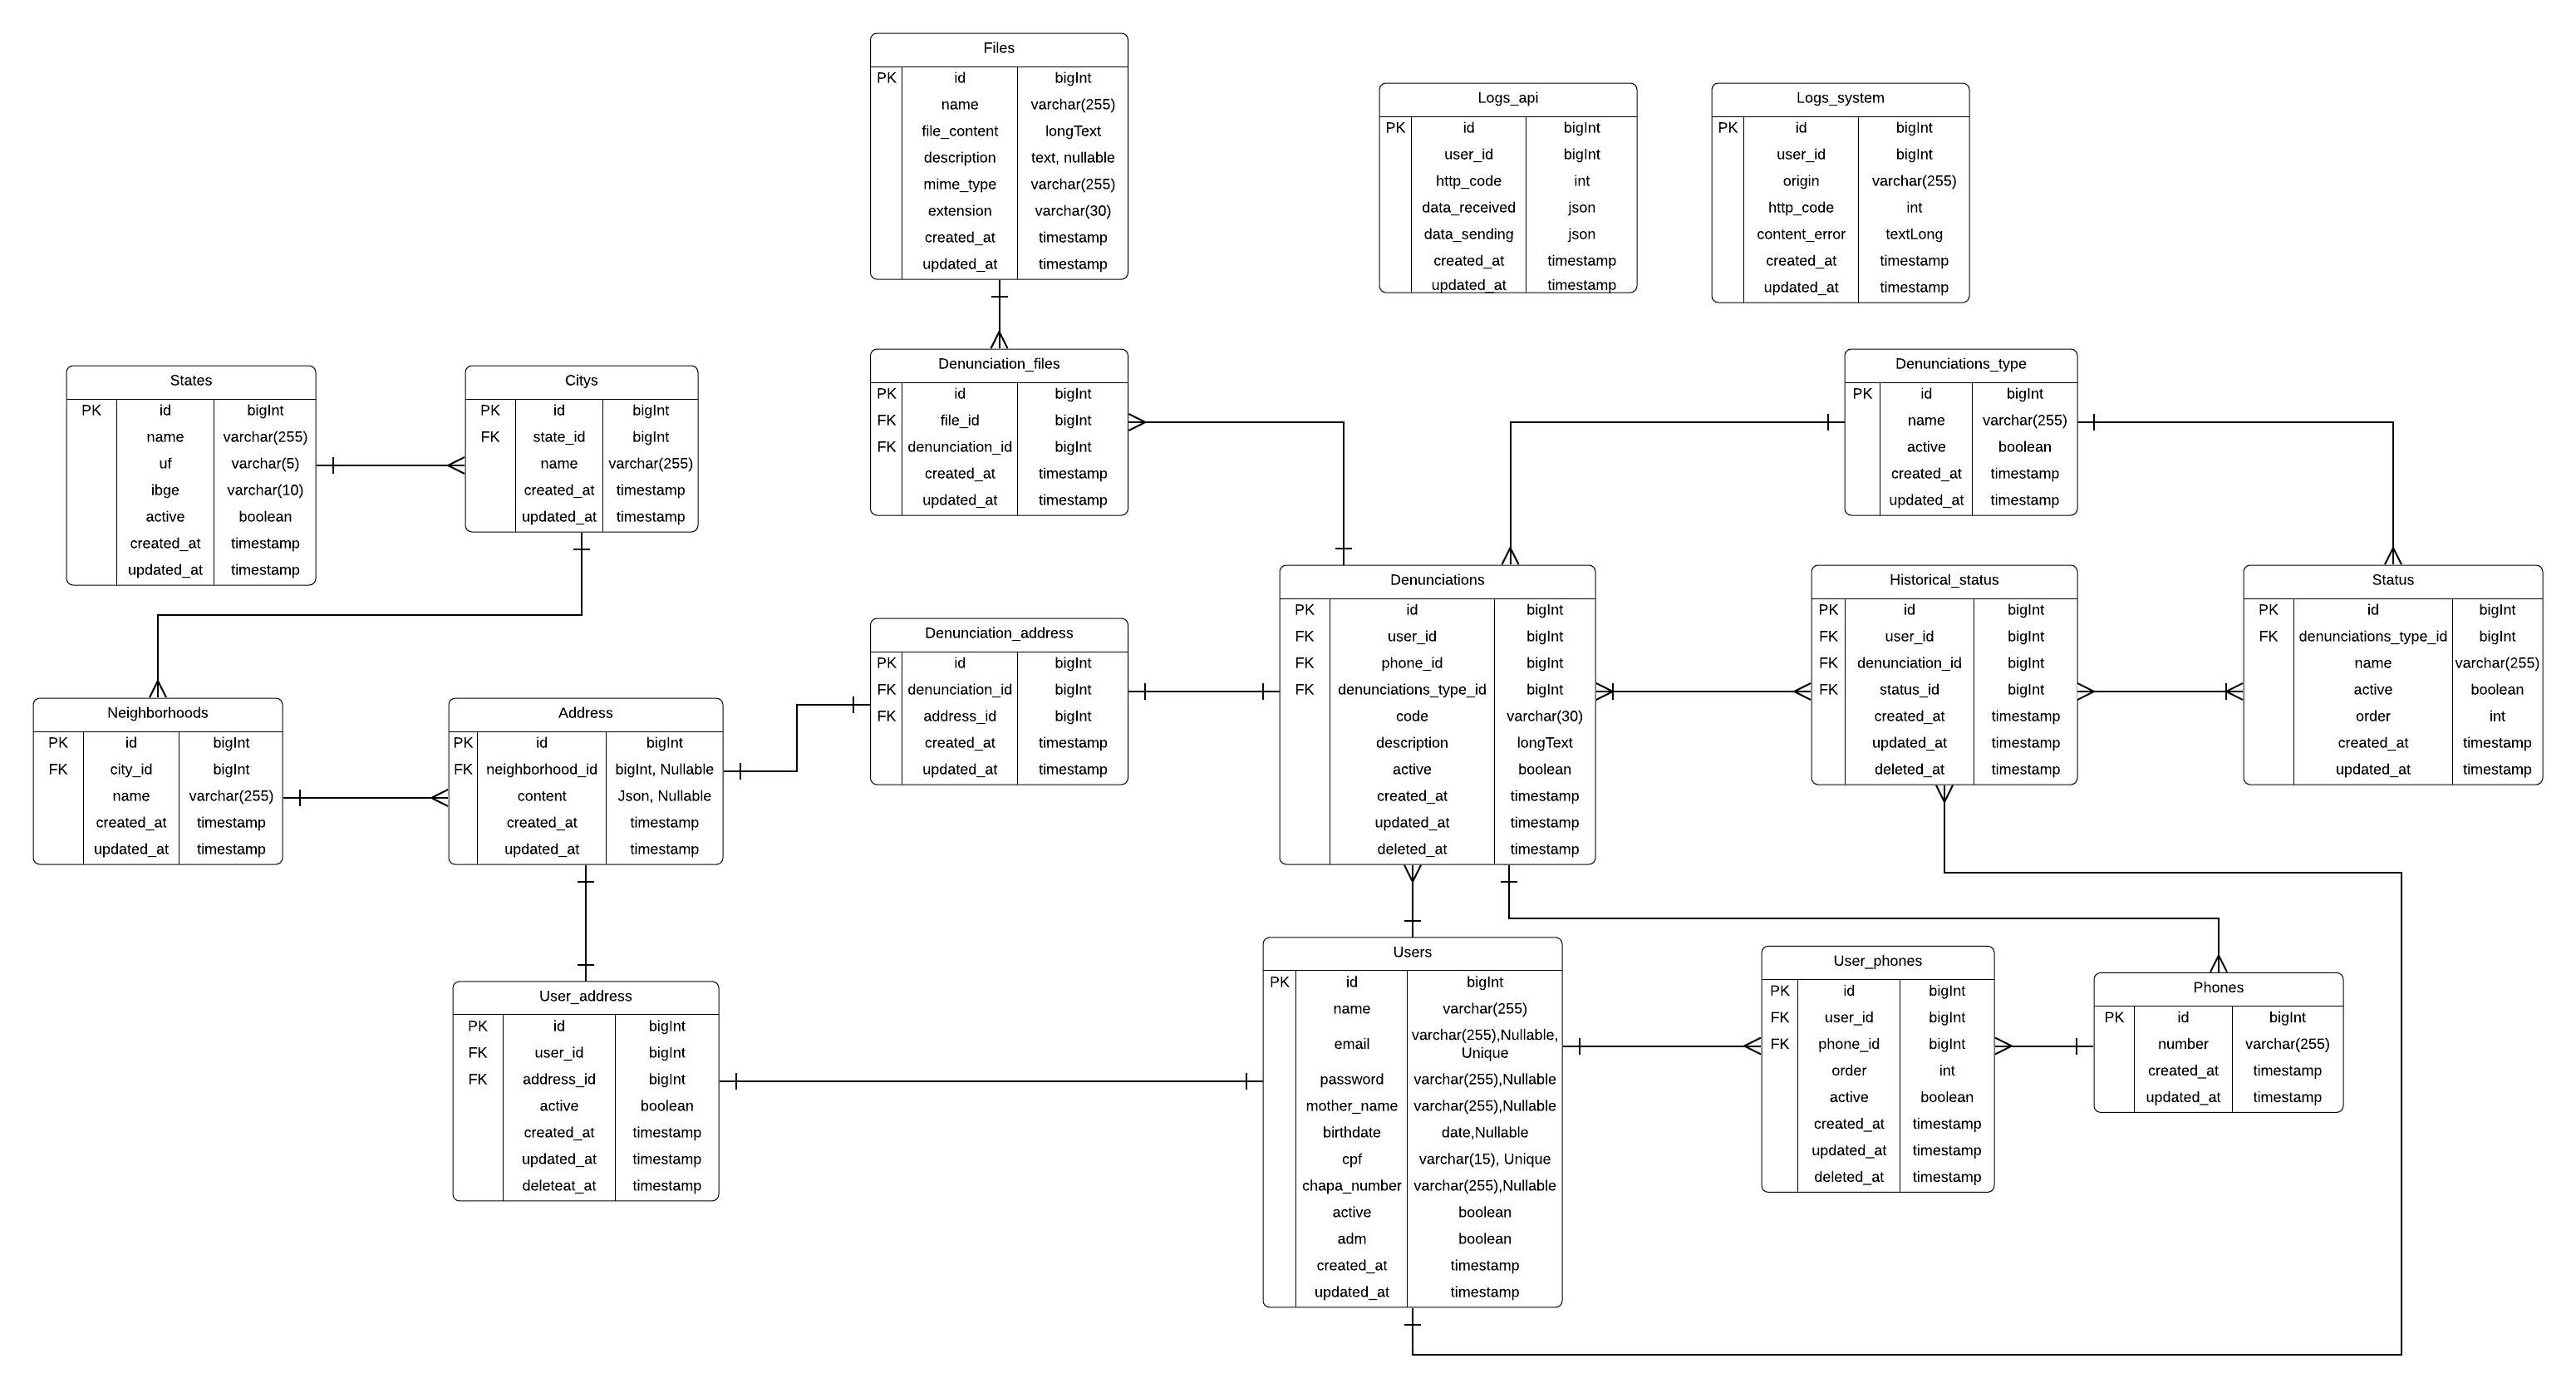 Files
PK id bigInt
name varchar(255)
file_content longText
description text, nullable
mime_type varchar(255)
extension varchar(30)
created_at timestamp
updated_at timestamp
Logs_api
PK id bigInt
user_id bigInt
http_code int
data_received json
data_sending json
created_at timestamp
updated_at timestamp
Logs_system
PK id bigInt
user_id bigInt
origin varchar(255)
http_code int
content_error textLong
created_at timestamp
updated_at timestamp
States
PK id bigInt
name varchar(255)
uf varchar(5)
ibge varchar(10)
active boolean
created_at timestamp
updated_at timestamp
Citys
PK id bigInt
FK state_id bigInt
name varchar(255)
created_at timestamp
updated_at timestamp
Denunciation_files
PK id bigInt
FK file_id bigInt
FK denunciation_id bigInt
created_at timestamp
updated_at timestamp
Denunciations_type
PK id bigInt
name varchar(255)
active boolean
created_at timestamp
updated_at timestamp
Neighborhoods
PK id bigInt
FK city_id bigInt
name varchar(255)
created_at timestamp
updated_at timestamp
Address
PK id bigInt
FK neighborhood_id bigInt, Nullable
content Json, Nullable
created_at timestamp
updated_at timestamp
Denunciation_address
PK id bigInt
FK denunciation_id bigInt
FK address_id bigInt
created_at timestamp
updated_at timestamp
Denunciations
PK id bigInt
FK user_id bigInt
FK phone_id bigInt
FK denunciations_type_id bigInt
code varchar(30)
description longText
active boolean
created_at timestamp
updated_at timestamp
deleted_at timestamp
Historical_status
PK id bigInt
FK user_id bigInt
FK denunciation_id bigInt
FK status_id bigInt
created_at timestamp
updated_at timestamp
deleted_at timestamp
Status
PK id bigInt
FK denunciations_type_id bigInt
name varchar(255)
active boolean
order int
created_at timestamp
updated_at timestamp
User_address
PK id bigInt
FK user_id bigInt
FK address_id bigInt
active boolean
created_at timestamp
updated_at timestamp
deleteat_at timestamp
Users
PK id bigInt
name varchar(255)
email varchar(255),Nullable,
Unique
password varchar(255),Nullable
mother_name varchar(255),Nullable
birthdate date,Nullable
cpf varchar(15), Unique
chapa_number varchar(255),Nullable
active boolean
adm boolean
created_at timestamp
updated_at timestamp
User_phones
PK id bigInt
FK user_id bigInt
FK phone_id bigInt
order int
active boolean
created_at timestamp
updated_at timestamp
deleted_at timestamp
Phones
PK id bigInt
number varchar(255)
created_at timestamp
updated_at timestamp